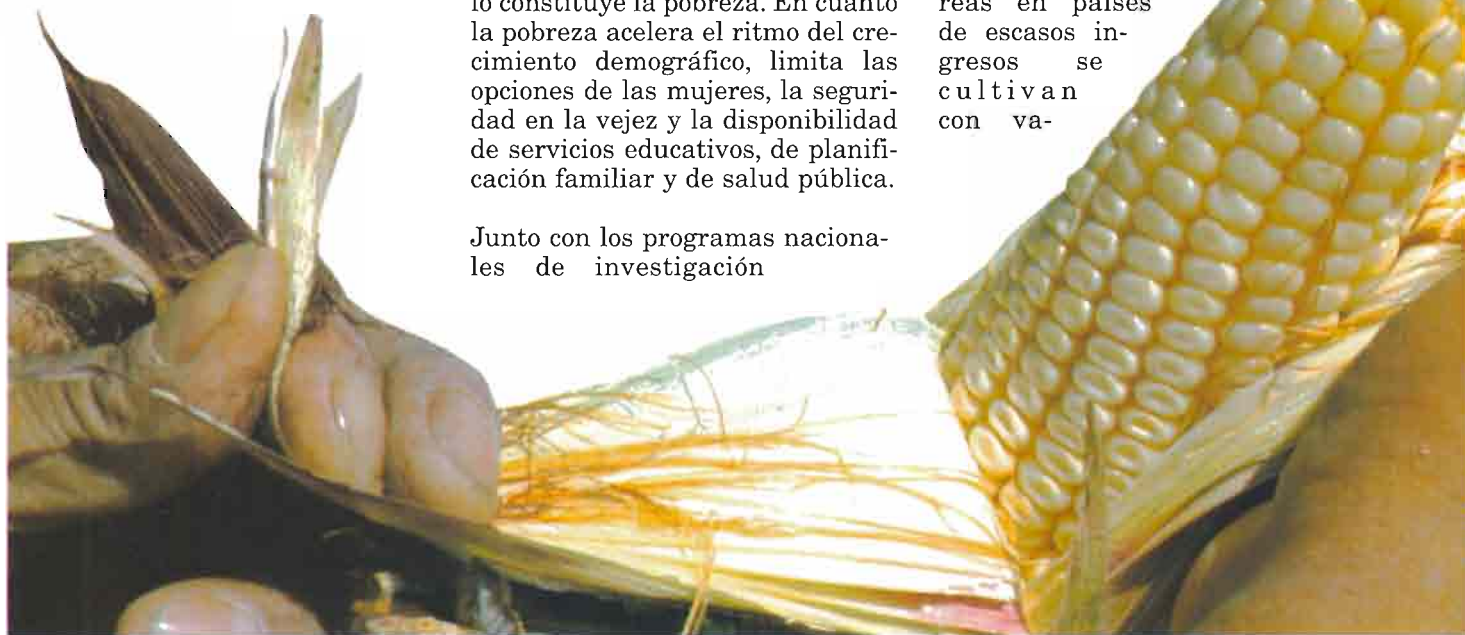 lo constituye la pobreza. En cuanto
la pobreza acelera el ritmo del cre-
cimiento demográfico, limita las
opciones de las mujeres, la seguri-
dad en la vejez y la disponibilidad
de servicios educativos, de planifi-
cación familiar y de salud pública.
Junto con los programas naciona-
les de investigación
reas en países
de escasos in-
gresos se
cultivan
con va-